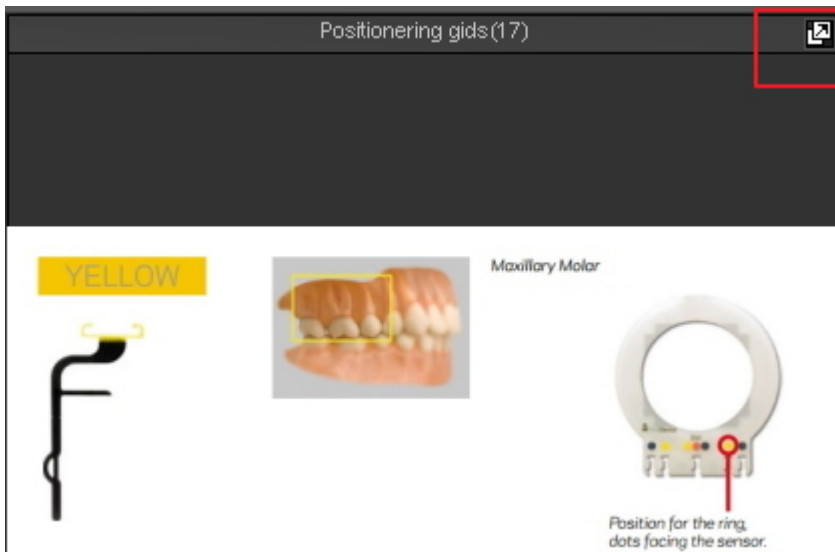 Positionering gids(17)
YELLOW
Maxillary Molar
Position for the ring,
dots facing the sensor.